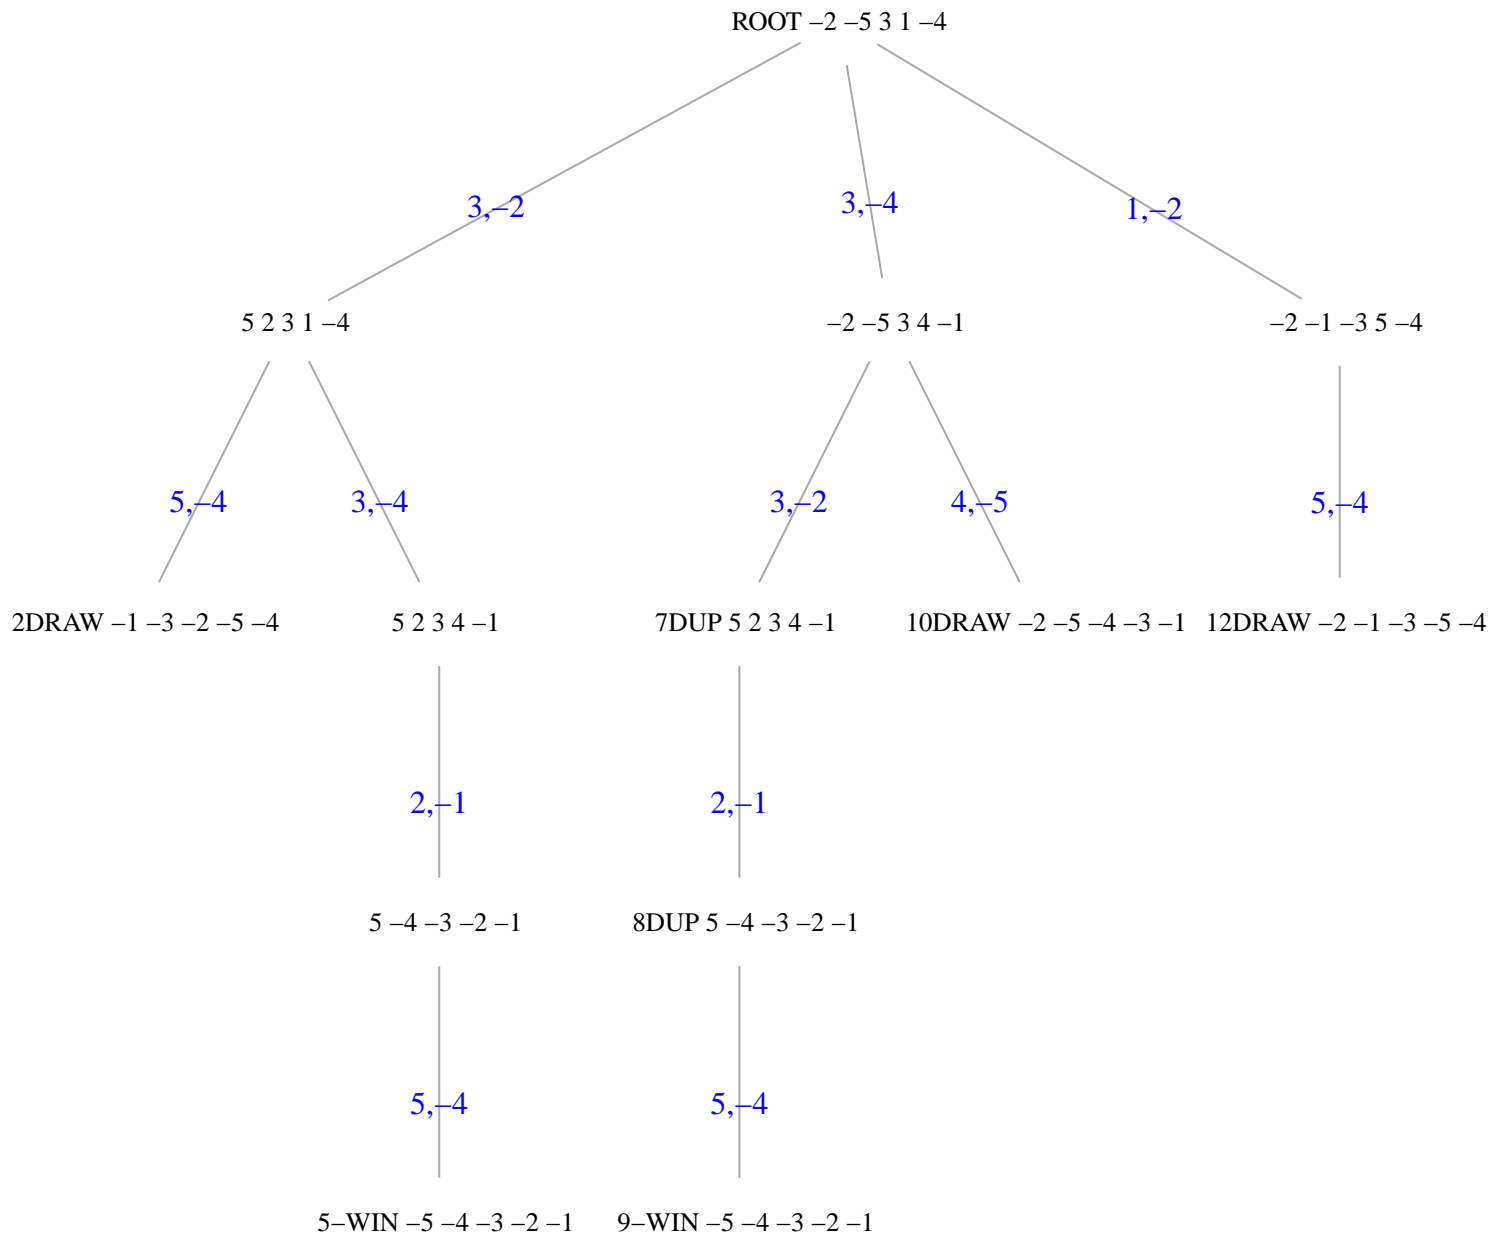 ROOT –2 –5 3 1 –4
3,–2
3,–4
1,–2
5 2 3 1 –4
–2 –5 3 4 –1
–2 –1 –3 5 –4
5,–4
3,–4
3,–2
4,–5
5,–4
2DRAW –1 –3 –2 –5 –4
5 2 3 4 –1
7DUP 5 2 3 4 –1
10DRAW –2 –5 –4 –3 –1
12DRAW –2 –1 –3 –5 –4
2,–1
2,–1
5 –4 –3 –2 –1
8DUP 5 –4 –3 –2 –1
5,–4
5,–4
5–WIN –5 –4 –3 –2 –1
9–WIN –5 –4 –3 –2 –1